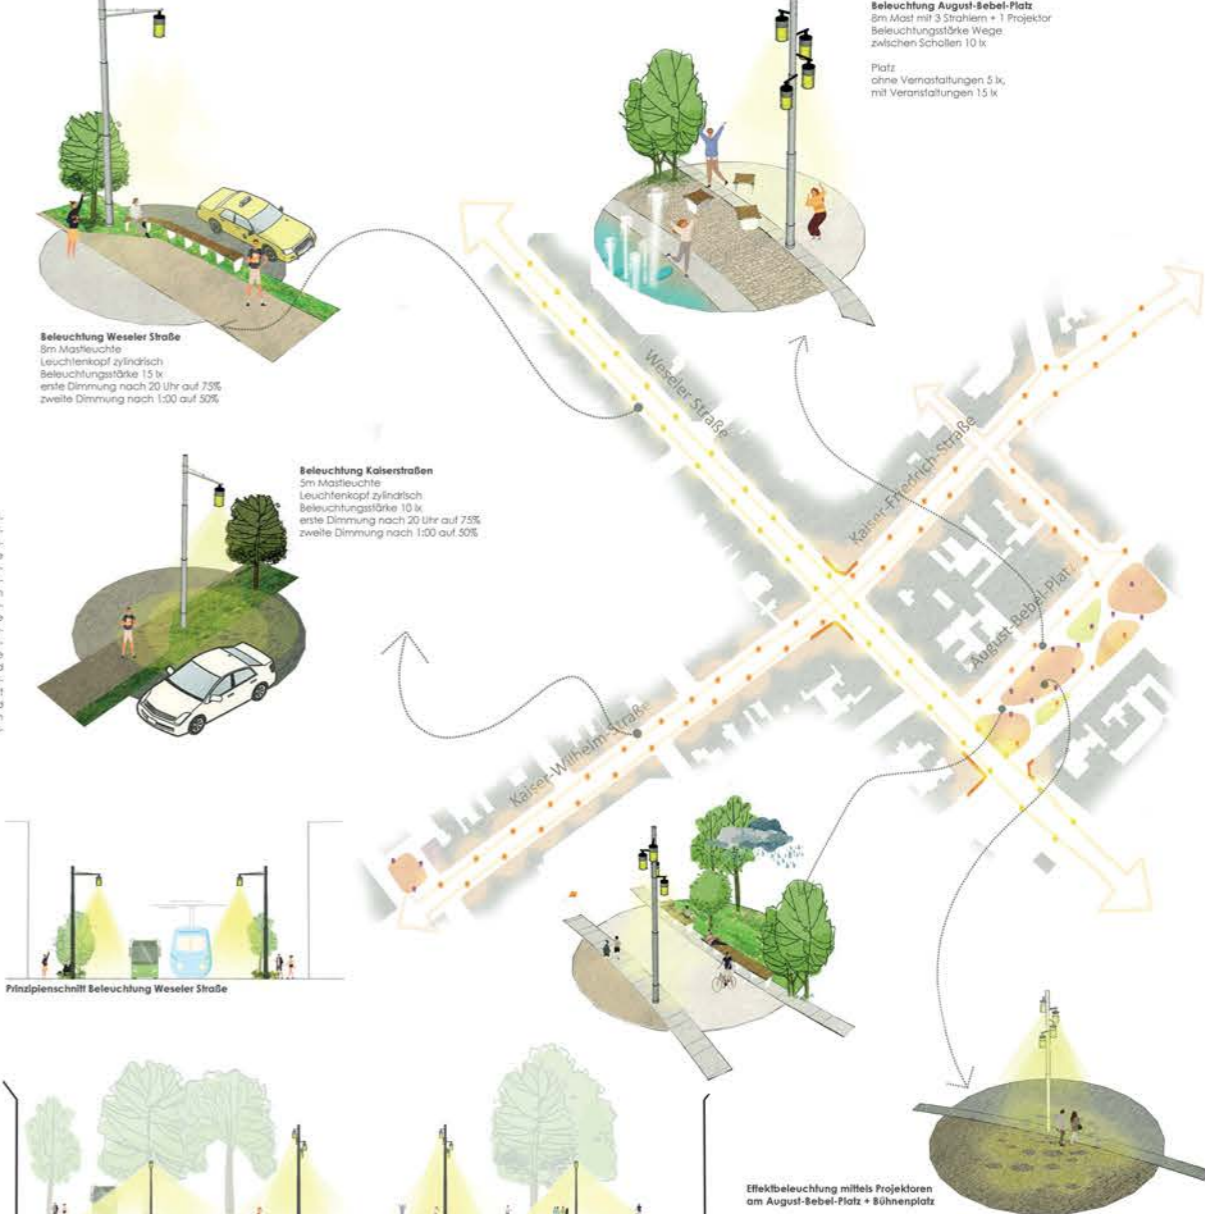 Beleuchtung August-Bebel-Platz
8m Mast mit 3 Strahlern + 1 Projektor
Beleuchtungsstärke Wege
zwischen Schollen 10 lx
Platz
ohne Vernastaltungen 5 lx,
mit Veranstaltungen 15 lx
Beleuchtung Weseler Straße
8m Mastleuchte
Leuchtenkopf zylindrisch
Beleuchtungsstärke 15 lx
erste Dimmung nach 20 Uhr auf 75%
zweite Dimmung nach 1:00 auf 50%
Beleuchtung Kaiserstraßen
5m Mastleuchte
Leuchtenkopf zylindrisch
Beleuchtungsstärke 10 lx
erste Dimmung nach 20 Uhr auf 75%
zweite Dimmung nach 1:00 auf 50%
Weseler Straße
Kaiser-Friedrich-Straße
August-Bebel-Platz
Kaiser-Wilhelm-Straße
Prinzipienschnitt Beleuchtung Weseler Straße
Effektbeleuchtung mittels Projektoren
am August-Bebel-Platz + Bühnenplatz